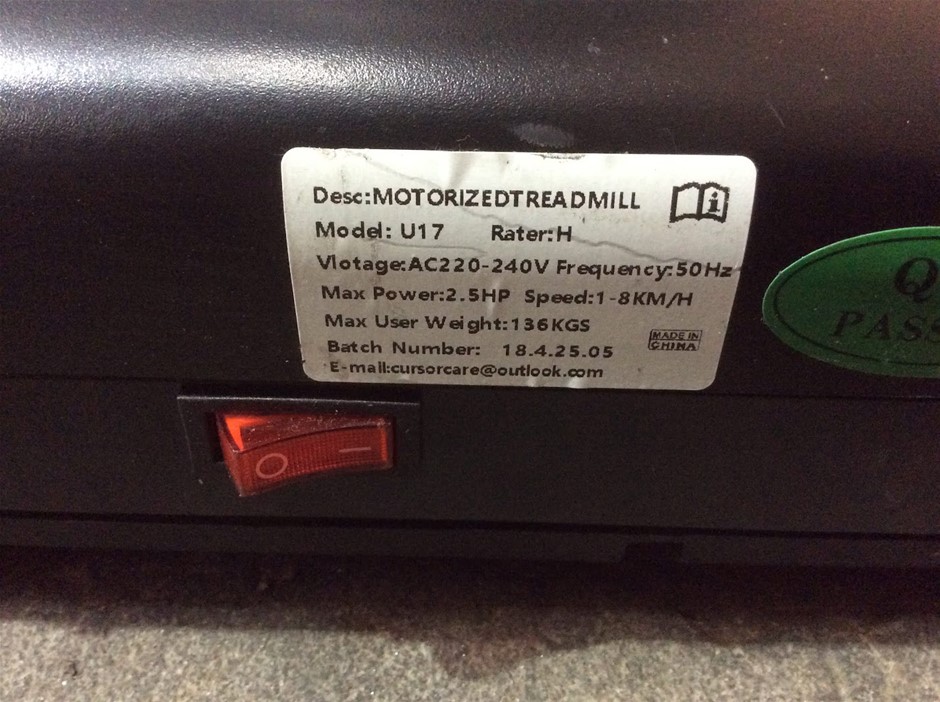 Desc:MOTORIZEDTREADMILL
Model: U17 Rater:H
Vlotage:AC220-240V Frequency:50Hz
Max Power:2.5HP Speed:1-8KM/H
Max User Weight:136KGS
MADE IN
CHINA
Batch Number: 18.4.25.05
E-mail:cursorcare@outlook.com
Q
PASS
O I